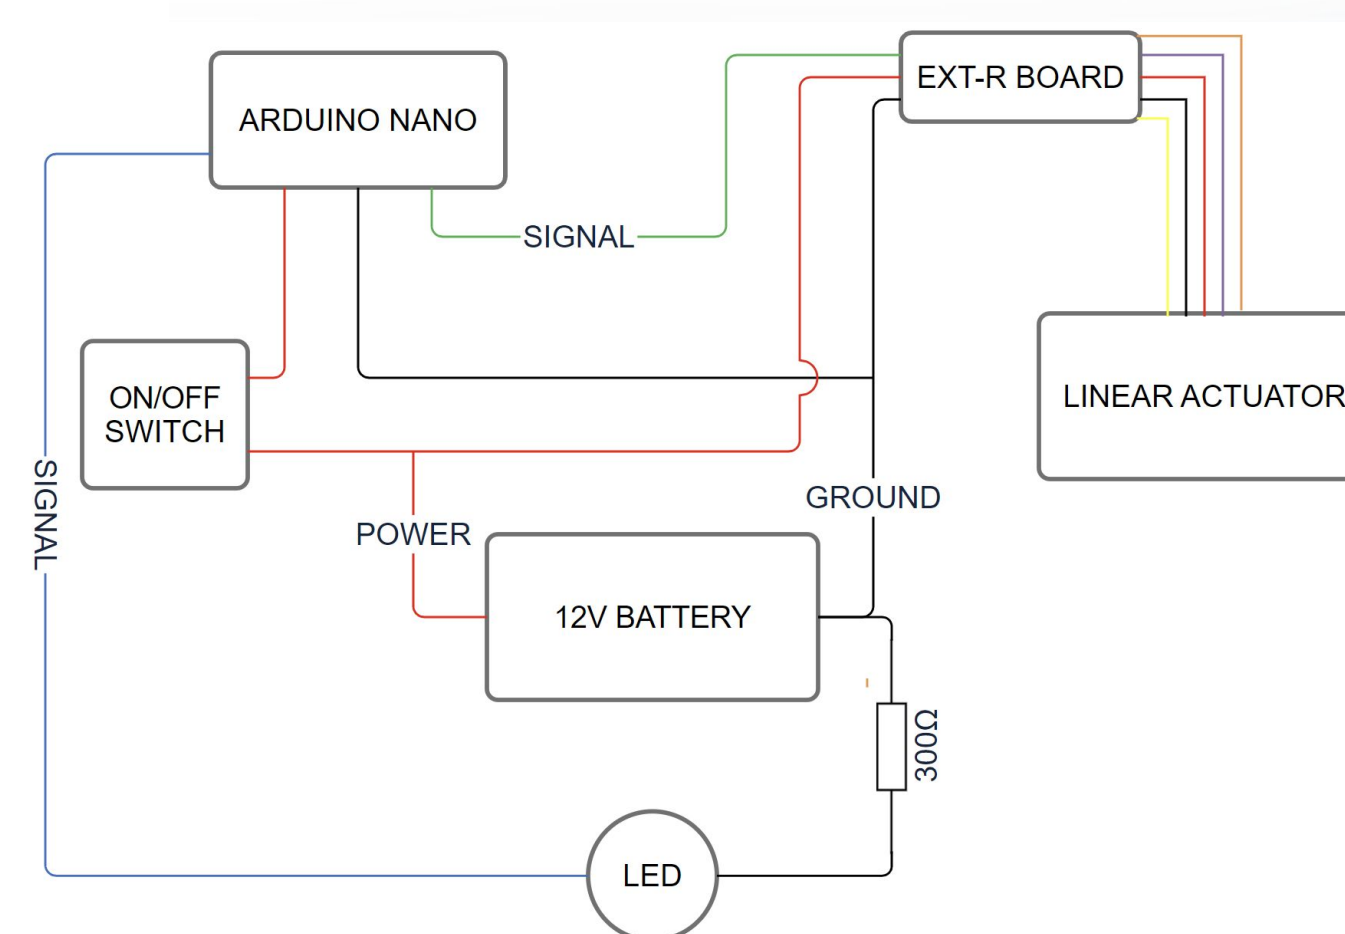 EXT-R BOARD
ARDUINO NANO
SIGNAL
ON/OFF
SWITCH
LINEAR ACTUATOR
SIGNAL
GROUND
POWER
12V BATTERY
300Ω
LED